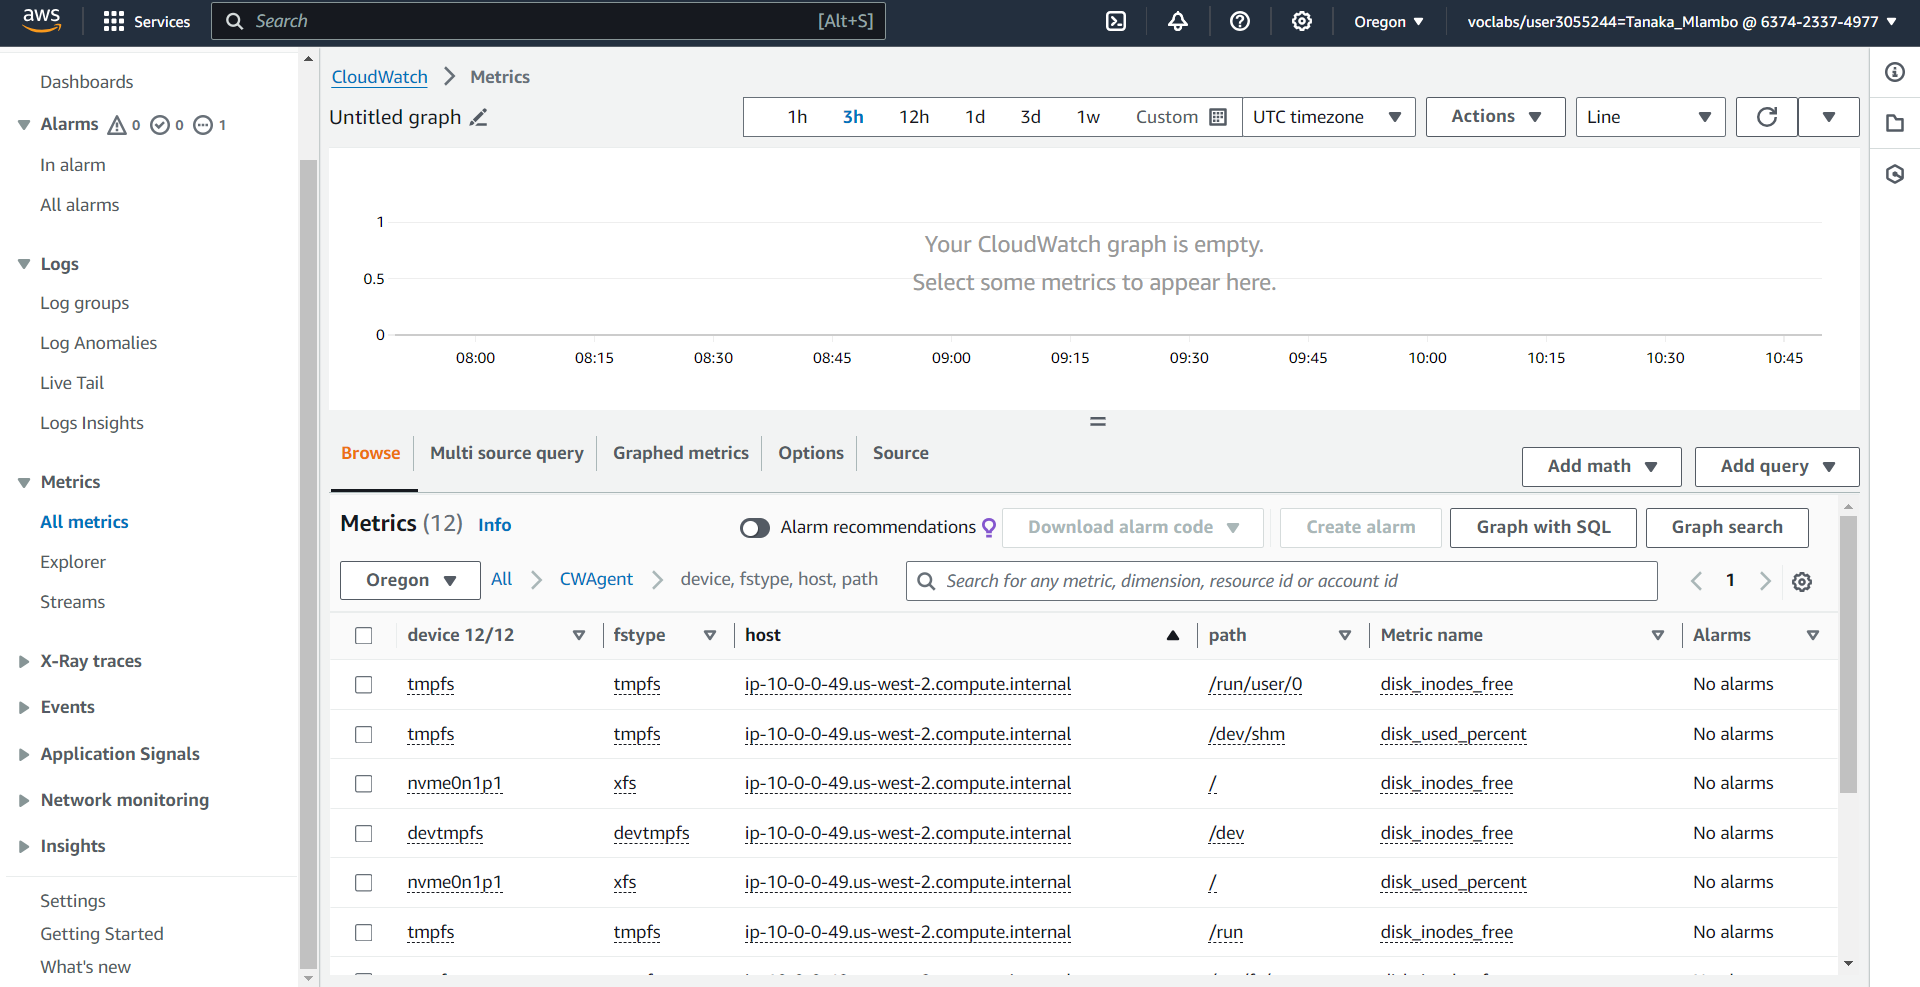 aws Services Search [Alt+S] Oregon voclabs/user3055244=Tanaka_Mlambo @ 6374-2337-4977
Dashboards
Alarms 0 0 1
In alarm
All alarms
Logs
Log groups
Log Anomalies
Live Tail
Logs Insights
Metrics
All metrics
Explorer
Streams
X-Ray traces
Events
Application Signals
Network monitoring
Insights
Settings
Getting Started
What's new
CloudWatch Metrics
Untitled graph 1h 3h 12h 1d 3d 1w Custom UTC timezone Actions Line
1
Your CloudWatch graph is empty.
0.5
Select some metrics to appear here.
0
08:00 08:15 08:30 08:45 09:00 09:15 09:30 09:45 10:00 10:15 10:30 10:45
Browse Multi source query Graphed metrics Options Source Add math Add query
Metrics (12) Info Alarm recommendations Download alarm code Create alarm Graph with SQL Graph search
Oregon All CWAgent device, fstype, host, path Search for any metric, dimension, resource id or account id 1
device 12/12 fstype host path Metric name Alarms
tmpfs tmpfs ip-10-0-0-49.us-west-2.compute.internal /run/user/0 disk_inodes_free No alarms
tmpfs tmpfs ip-10-0-0-49.us-west-2.compute.internal /dev/shm disk_used_percent No alarms
nvme0n1p1 xfs ip-10-0-0-49.us-west-2.compute.internal / disk_inodes_free No alarms
devtmpfs devtmpfs ip-10-0-0-49.us-west-2.compute.internal /dev disk_inodes_free No alarms
nvme0n1p1 xfs ip-10-0-0-49.us-west-2.compute.internal / disk_used_percent No alarms
tmpfs tmpfs ip-10-0-0-49.us-west-2.compute.internal /run disk_inodes_free No alarms